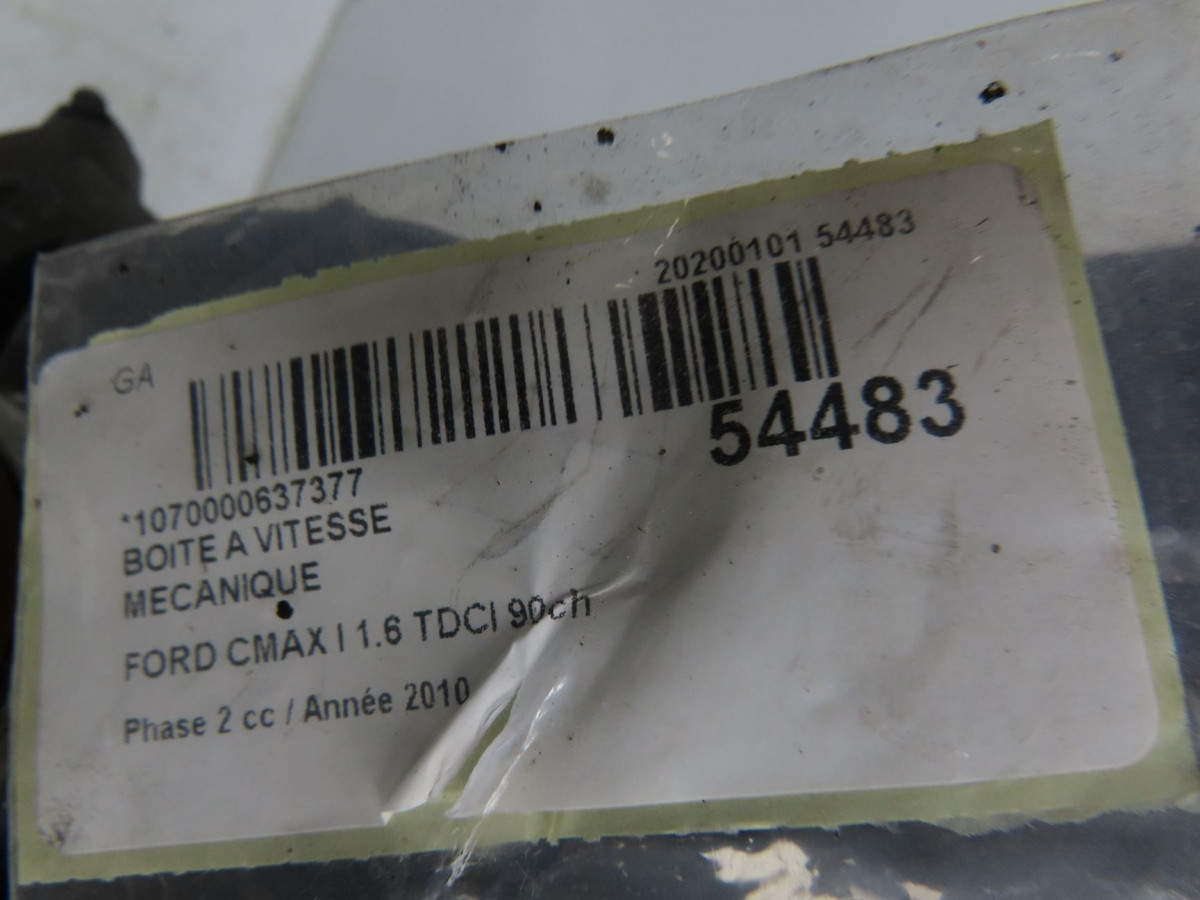 20200101 54483
GA
54483
*1070000637377
BOITE A VITESSE
MECANIQUE
FORD CMAX I 1.6 TDCI 90ch
Phase 2 cc / Année 2010